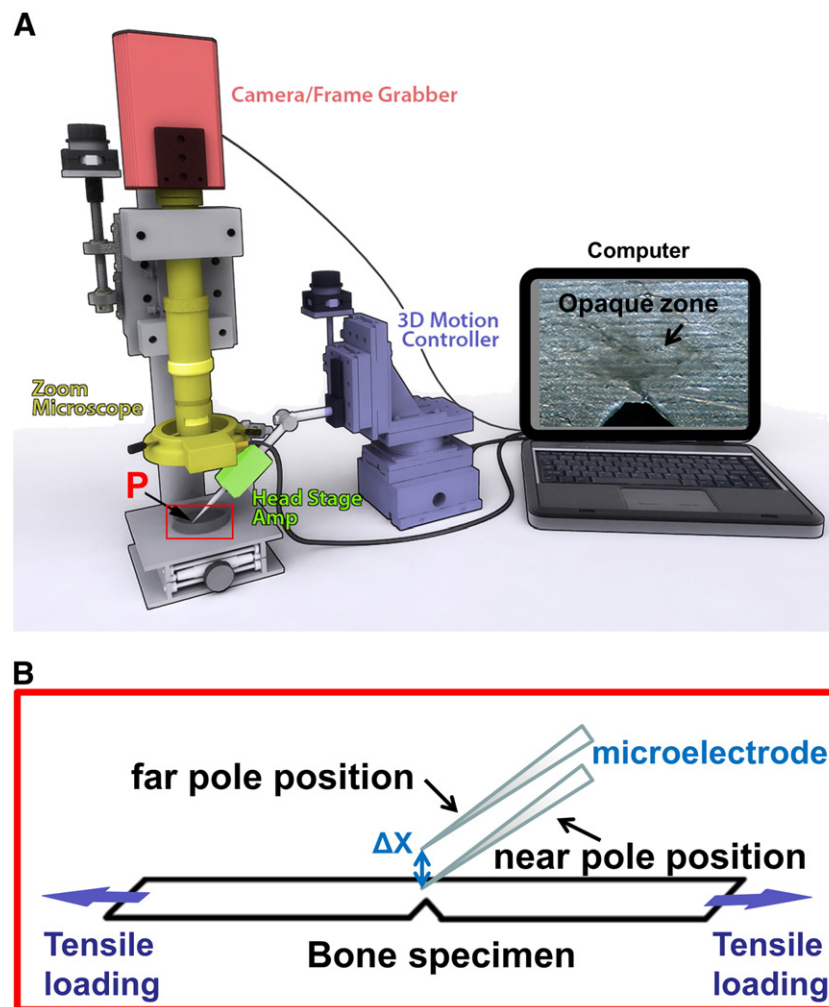 A
Camera/Frame Grabber
Computer
Opaque zone
3D Motion
Controller
Zoom
Microscope
P
Head Stage
Amp
B
microelectrode
far pole position
ΔX
near pole position
Tensile
loading
Bone specimen
Tensile
loading